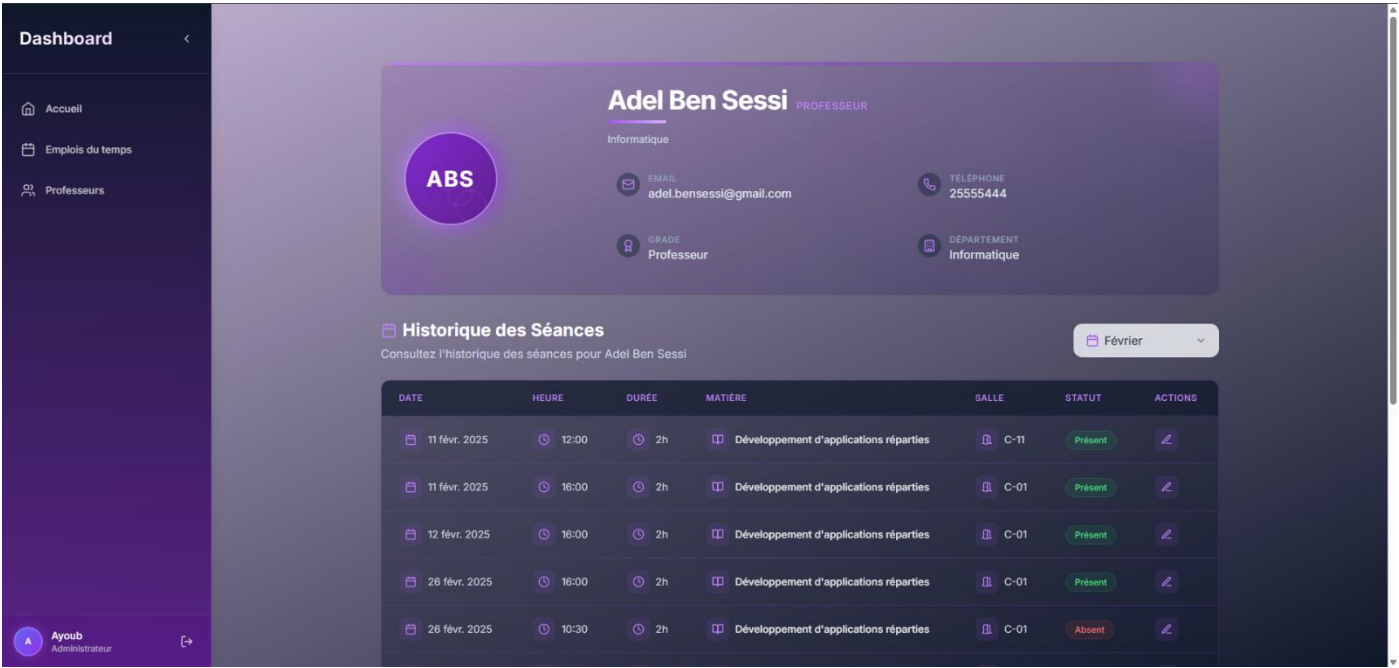 Dashboard
Accueil
Emplois du temps
Professeurs
Ayoub
Administrateur
A
ABS
Adel Ben Sessi PROFESSEUR
Informatique
EMAIL
adel.bensessi@gmail.com
TÉLÉPHONE
25555444
GRADE
Professeur
DÉPARTEMENT
Informatique
Historique des Séances
Consultez l'historique des séances pour Adel Ben Sessi
Février
DATE HEURE DURÉE MATIÈRE SALLE STATUT ACTIONS
11 févr. 2025 12:00 2h Développement d'applications réparties C-11 Présent
11 févr. 2025 16:00 2h Développement d'applications réparties C-01 Présent
12 févr. 2025 16:00 2h Développement d'applications réparties C-01 Présent
26 févr. 2025 16:00 2h Développement d'applications réparties C-01 Présent
26 févr. 2025 10:30 2h Développement d'applications réparties C-01 Absent